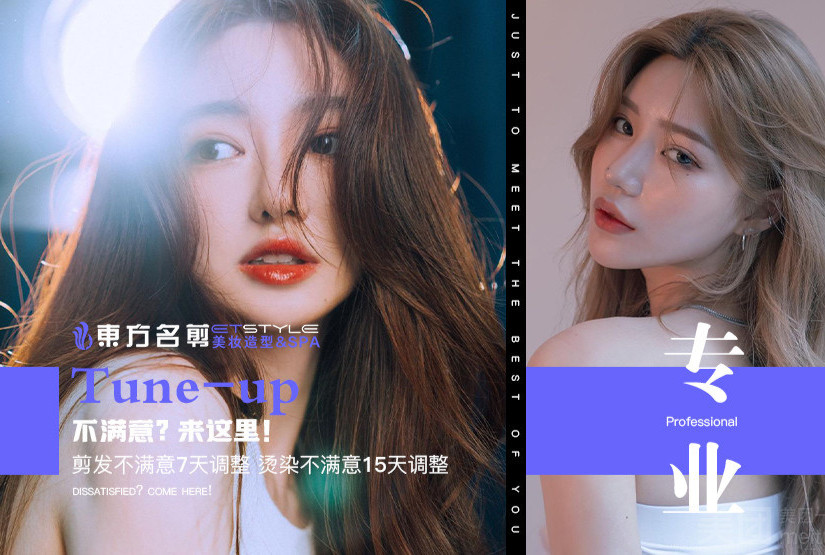 東方名剪 ETSTYLE
美妆造型&SPA
Tune-up
不满意？来这里！
剪发不满意7天调整 烫染不满意15天调整
DISSATISFIED? COME HERE!
JUST TO MEET THE BEST OF YOU
专
Professional
业